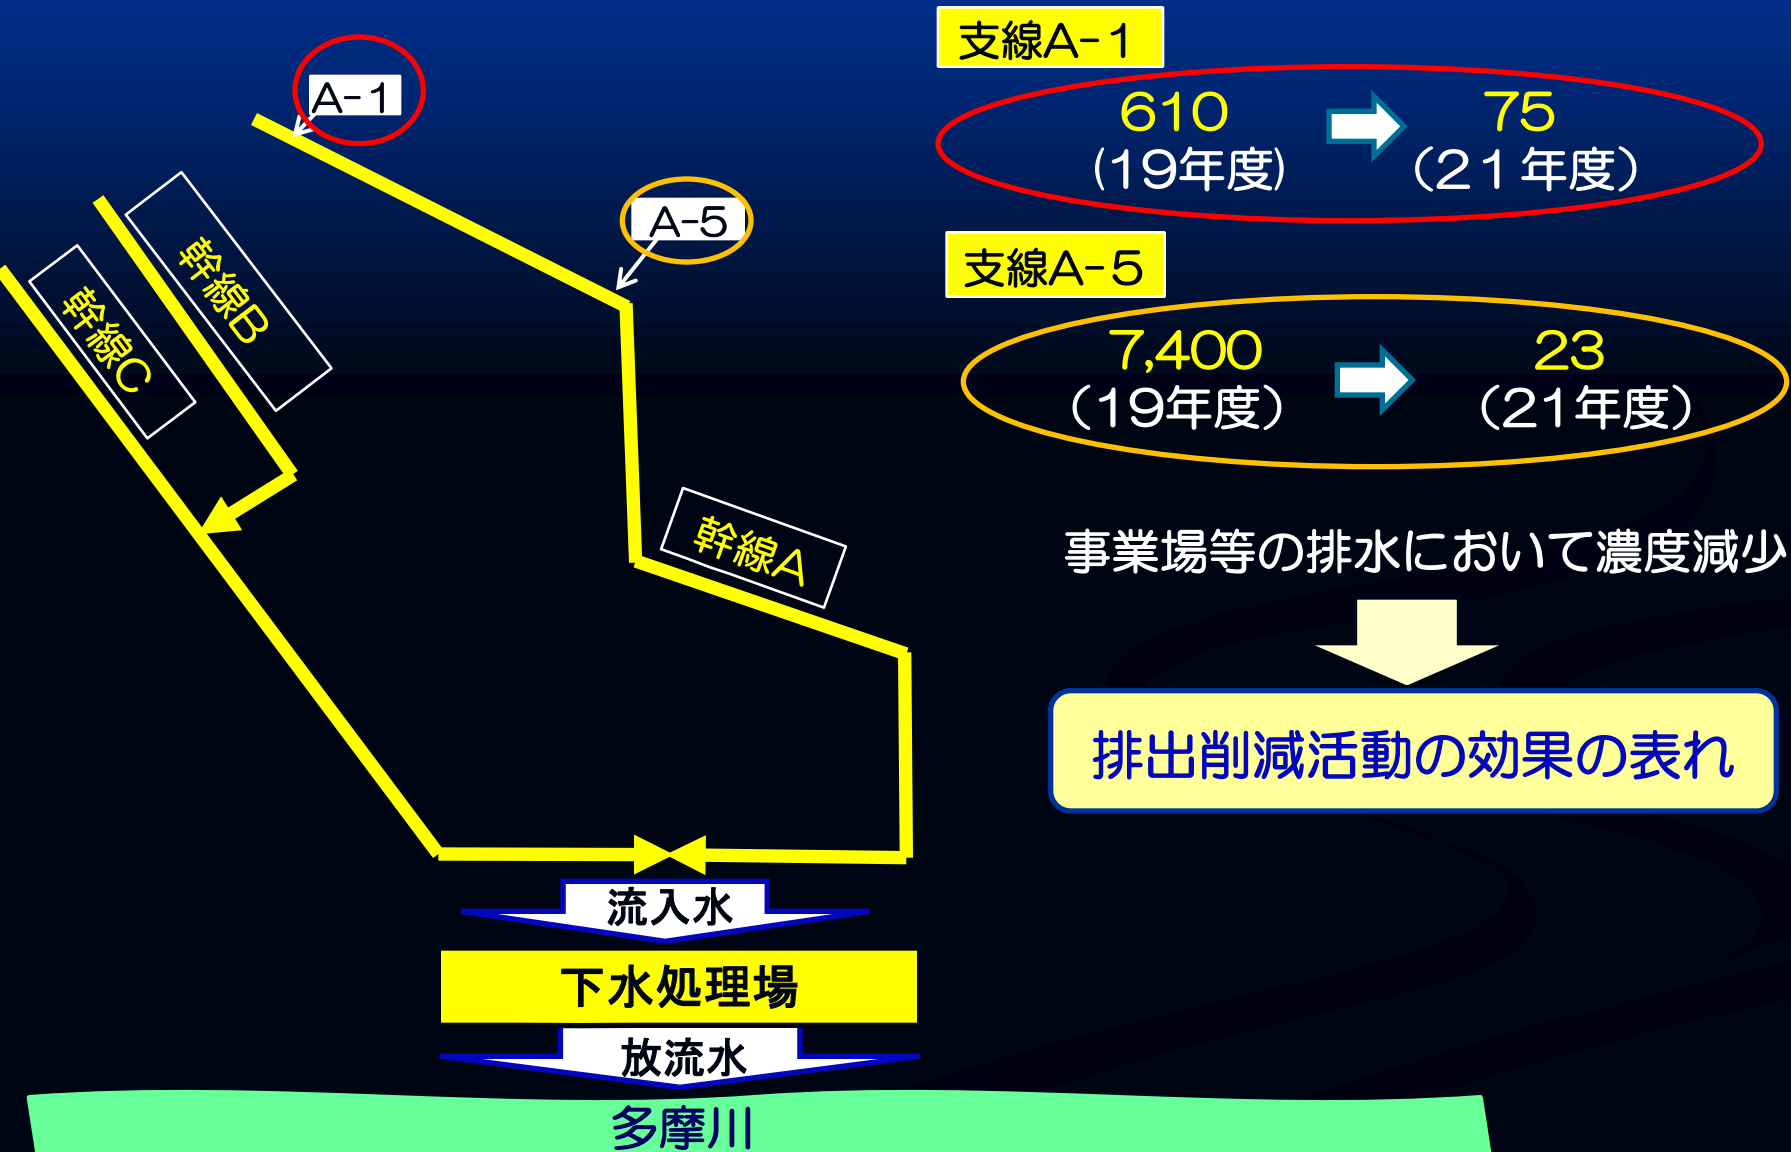 A-1
A-5
幹線B
幹線C
幹線A
流入水
下水処理場
放流水
多摩川
支線A-1
610 75
(19年度) (21年度)
支線A-5
7,400 23
(19年度) (21年度)
事業場等の排水において濃度減少
排出削減活動の効果の表れ